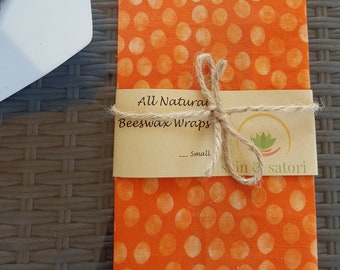 All Natural
Beeswax Wraps
__ Small
& satori